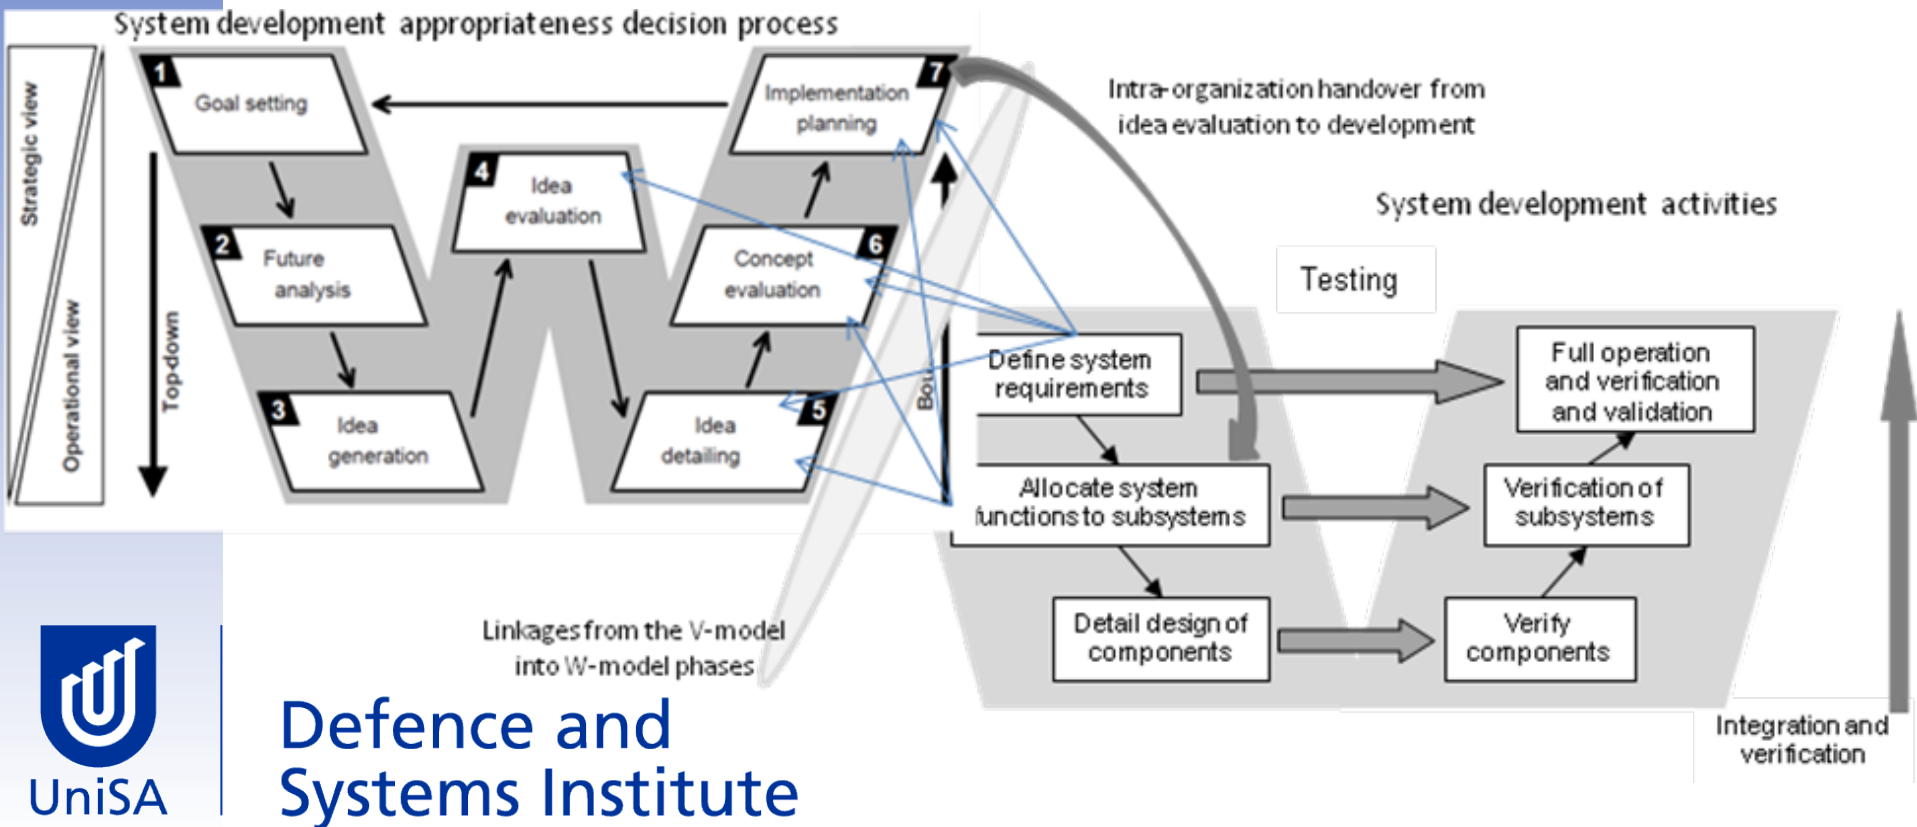 System development appropriateness decision process
Strategic view
Operational view
Top-down
1
Goal setting
2
Future
analysis
3
Idea
generation
4
Idea
evaluation
5
Idea
detailing
6
Concept
evaluation
7
Implementation
planning
Intra-organization handover from
idea evaluation to development
System development activities
Testing
Define system
requirements
Allocate system
functions to subsystems
Detail design of
components
Full operation
and verification
and validation
Verification of
subsystems
Verify
components
Integration and
verification
Linkages from the V-model
into W-model phases
UniSA
Defence and
Systems Institute